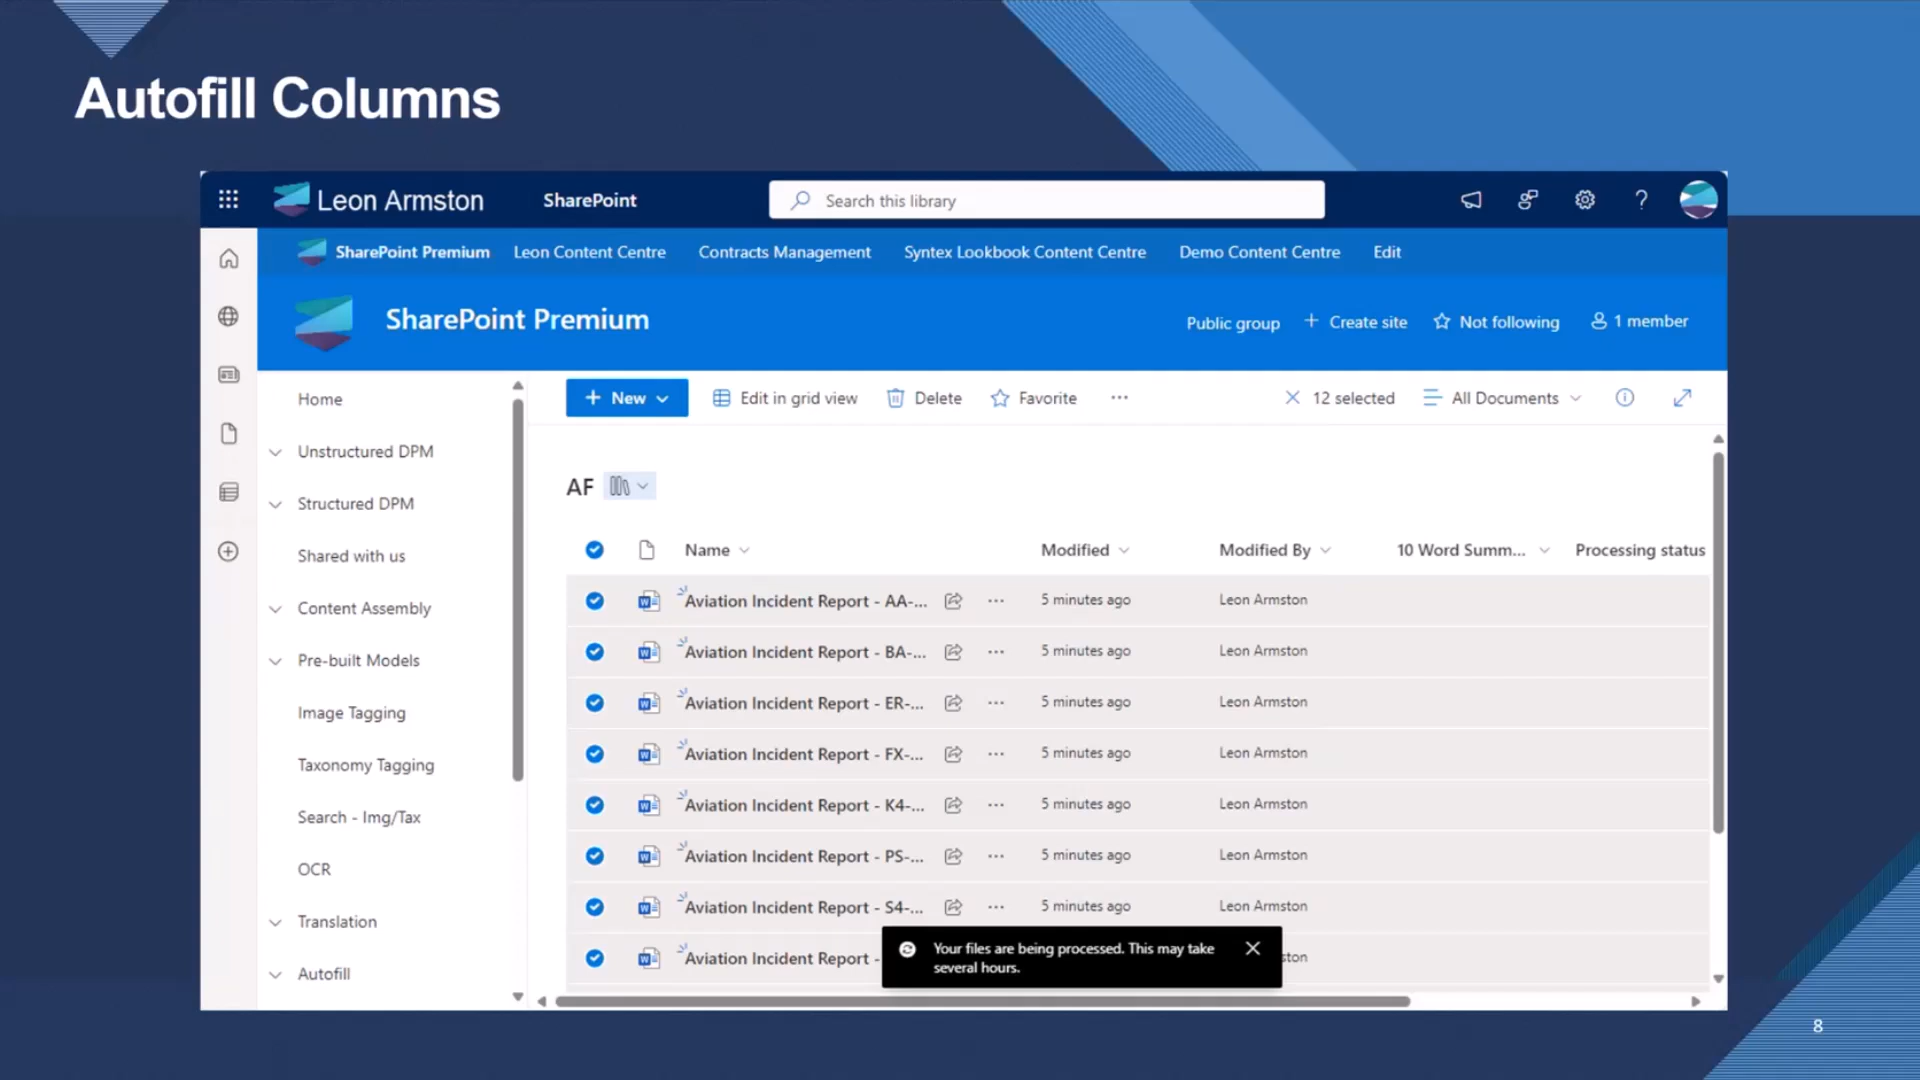 Autofill Columns
Leon Armston
SharePoint
Search this library
SharePoint Premium
Leon Content Centre
Contracts Management
Syntex Lookbook Content Centre
Demo Content Centre
Edit
SharePoint Premium
Public group
Create site
Not following
1 member
Home
Unstructured DPM
Structured DPM
Shared with us
Content Assembly
Pre-built Models
Image Tagging
Taxonomy Tagging
Search - Img/Tax
OCR
Translation
Autofill
New
Edit in grid view
Delete
Favorite
12 selected
All Documents
AF
Name
Modified
Modified By
10 Word Summ...
Processing status
Aviation Incident Report - AA-...
5 minutes ago
Leon Armston
Aviation Incident Report - BA-...
5 minutes ago
Leon Armston
Aviation Incident Report - ER-...
5 minutes ago
Leon Armston
Aviation Incident Report - FX-...
5 minutes ago
Leon Armston
Aviation Incident Report - K4-...
5 minutes ago
Leon Armston
Aviation Incident Report - PS-...
5 minutes ago
Leon Armston
Aviation Incident Report - S4-...
5 minutes ago
Leon Armston
Aviation Incident Report -
ston
Your files are being processed. This may take
several hours.
8